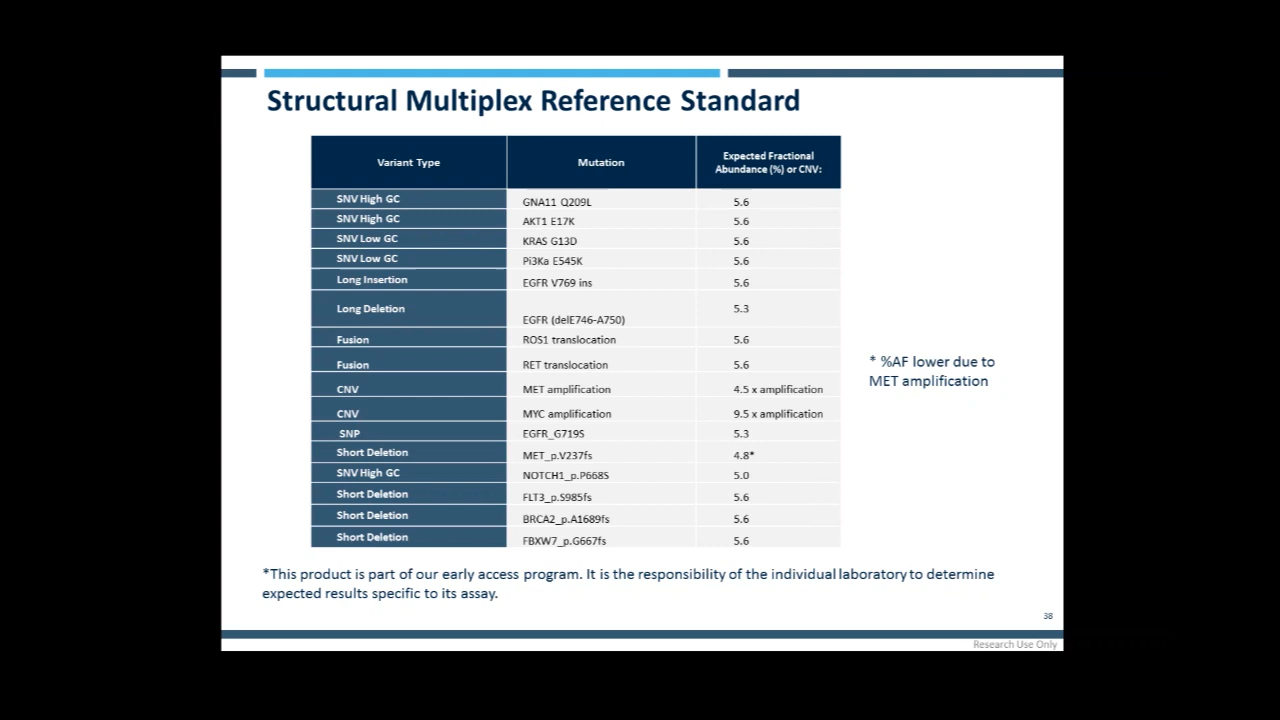 Structural Multiplex Reference Standard
Variant Type Mutation Expected Fractional Abundance (%) or CNV:
SNV High GC GNA11 Q209L 5.6
SNV High GC AKT1 E17K 5.6
SNV Low GC KRAS G13D 5.6
SNV Low GC Pi3Ka E545K 5.6
Long Insertion EGFR V769 ins 5.6
Long Deletion EGFR (delE746-A750) 5.3
Fusion ROS1 translocation 5.6
Fusion RET translocation 5.6
CNV MET amplification 4.5 x amplification
CNV MYC amplification 9.5 x amplification
SNP EGFR_G719S 5.3
Short Deletion MET_p.V237fs 4.8*
SNV High GC NOTCH1_p.P668S 5.0
Short Deletion FLT3_p.S985fs 5.6
Short Deletion BRCA2_p.A1689fs 5.6
Short Deletion FBXW7_p.G667fs 5.6
* %AF lower due to
MET amplification
*This product is part of our early access program. It is the responsibility of the individual laboratory to determine
expected results specific to its assay.
38
Research Use Only